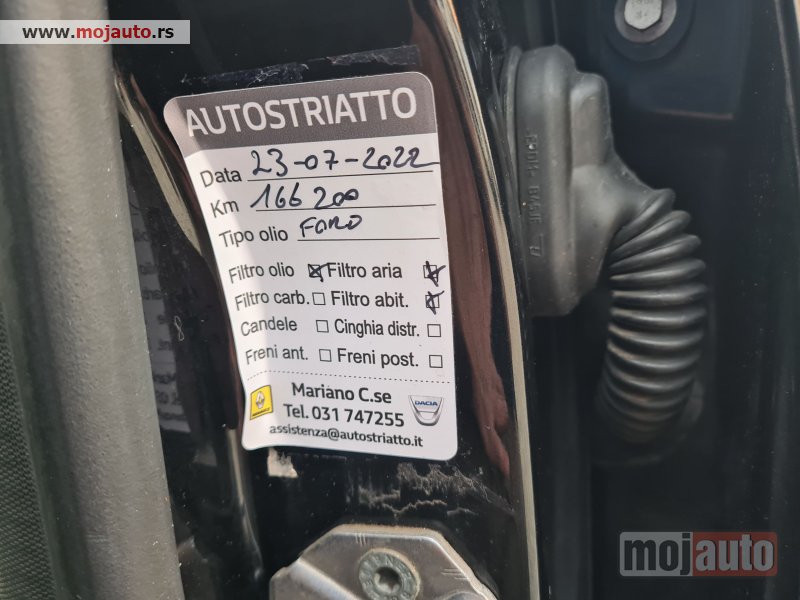 www.mojauto.rs
AUTOSTRIATTO
Data 23-07-2022
Km 166200
Tipo olio FORD
Filtro olio Filtro aria
Filtro carb. Filtro abit.
Candele Cinghia distr.
Freni ant. Freni post.
Mariano C.se
Tel. 031 747255
DACIA
assistenza@autostriatto.it
mojauto